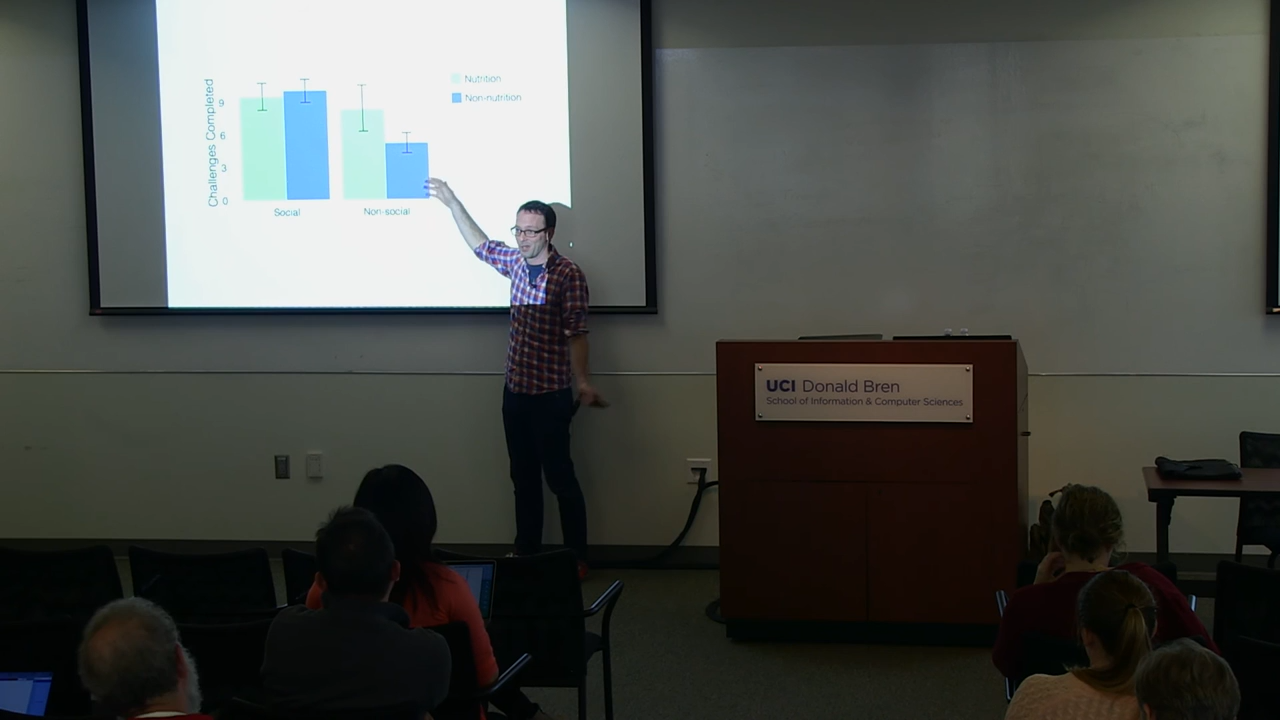 Challenges Completed
9
6
3
0
Social
Non-social
Nutrition
Non-nutrition
UCI Donald Bren
School of Information & Computer Sciences